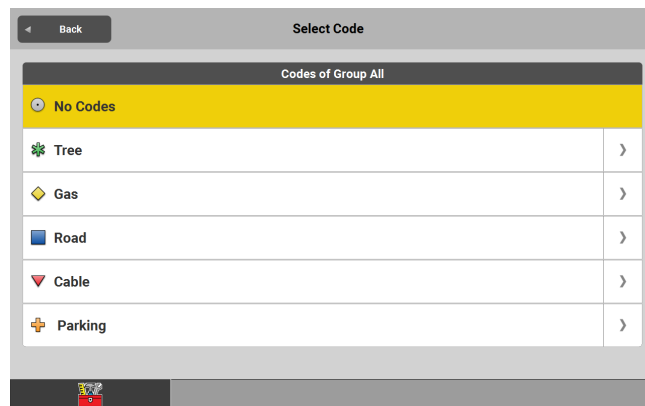 Back
Select Code
Codes of Group All
No Codes
Tree
Gas
Road
Cable
Parking